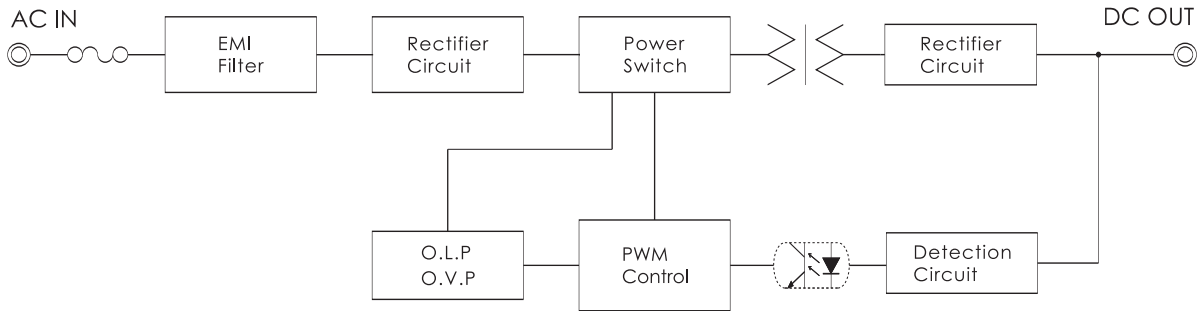 AC IN
DC OUT
EMI
Filter
Rectifier
Circuit
Power
Switch
Rectifier
Circuit
O.L.P
O.V.P
PWM
Control
Detection
Circuit